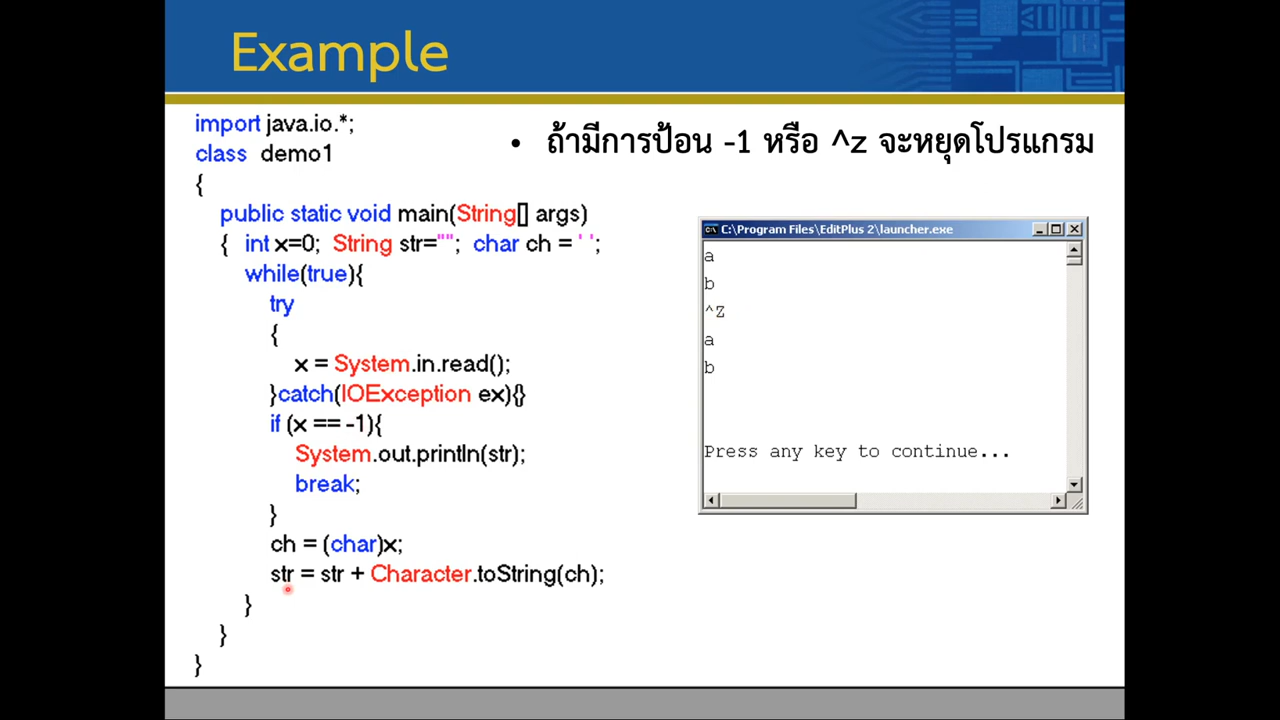 Example
import java.io.*;
class demo1
{
public static void main(String[] args)
{ int x=0; String str=""; char ch = ' ';
while(true){
try
{
x = System.in.read();
}catch(IOException ex){}
if (x == -1){
System.out.println(str);
break;
}
ch = (char)x;
str = str + Character.toString(ch);
}
}
}
• ถ้ามีการป้อน -1 หรือ ^z จะหยุดโปรแกรม
C:\Program Files\EditPlus 2\launcher.exe
a
b
^Z
a
b
Press any key to continue...